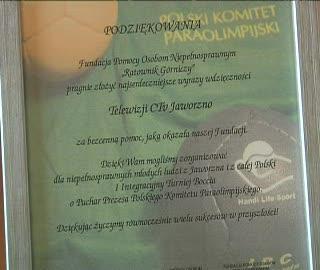 POLSKI KOMITET
PARAOLIMPIJSKI
PODZIĘKOWANIA
Fundacja Pomocy Osobom Niepełnosprawnym
„Ratownik Górniczy”
pragnie złożyć najserdeczniejsze wyrazy wdzięczności
Telewizji CTv Jaworzno
za bezcenną pomoc, jaką okazała naszej Fundacji.
Dzięki Wam mogliśmy zorganizować
dla niepełnosprawnych młodych ludzi z Jaworzna i z całej Polski
I Integracyjny Turniej Boccia
o Puchar Prezesa Polskiego Komitetu Paraolimpijskiego.
Handi Life Sport
Dziękując życzymy równocześnie wielu sukcesów w przyszłości!